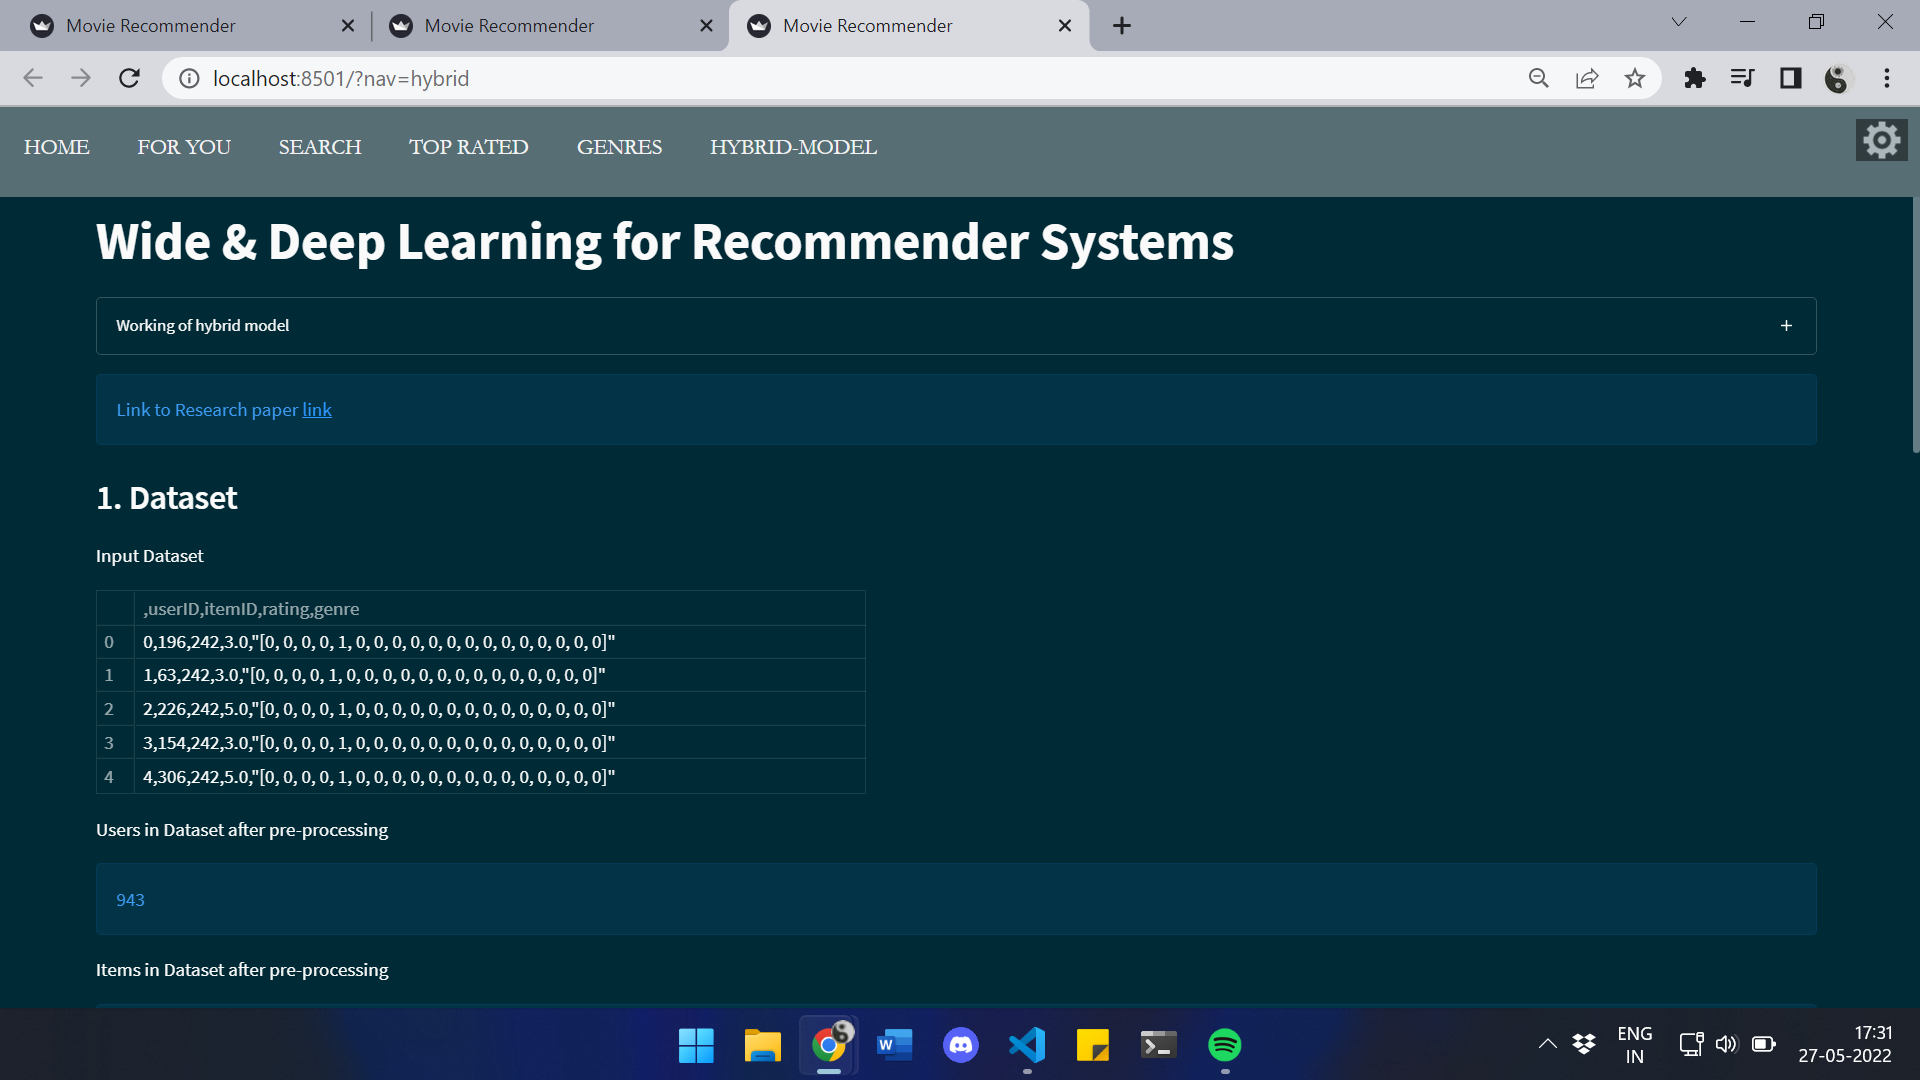 Movie Recommender
Movie Recommender
Movie Recommender
localhost:8501/?nav=hybrid
HOME FOR YOU SEARCH TOP RATED GENRES HYBRID-MODEL
Wide & Deep Learning for Recommender Systems
Working of hybrid model
Link to Research paper link
1. Dataset
Input Dataset
,userID,itemID,rating,genre
0 0,196,242,3.0,"[0, 0, 0, 0, 1, 0, 0, 0, 0, 0, 0, 0, 0, 0, 0, 0, 0, 0, 0]"
1 1,63,242,3.0,"[0, 0, 0, 0, 1, 0, 0, 0, 0, 0, 0, 0, 0, 0, 0, 0, 0, 0, 0]"
2 2,226,242,5.0,"[0, 0, 0, 0, 1, 0, 0, 0, 0, 0, 0, 0, 0, 0, 0, 0, 0, 0, 0]"
3 3,154,242,3.0,"[0, 0, 0, 0, 1, 0, 0, 0, 0, 0, 0, 0, 0, 0, 0, 0, 0, 0, 0]"
4 4,306,242,5.0,"[0, 0, 0, 0, 1, 0, 0, 0, 0, 0, 0, 0, 0, 0, 0, 0, 0, 0, 0]"
Users in Dataset after pre-processing
943
Items in Dataset after pre-processing
W
ENG
IN
17:31
27-05-2022